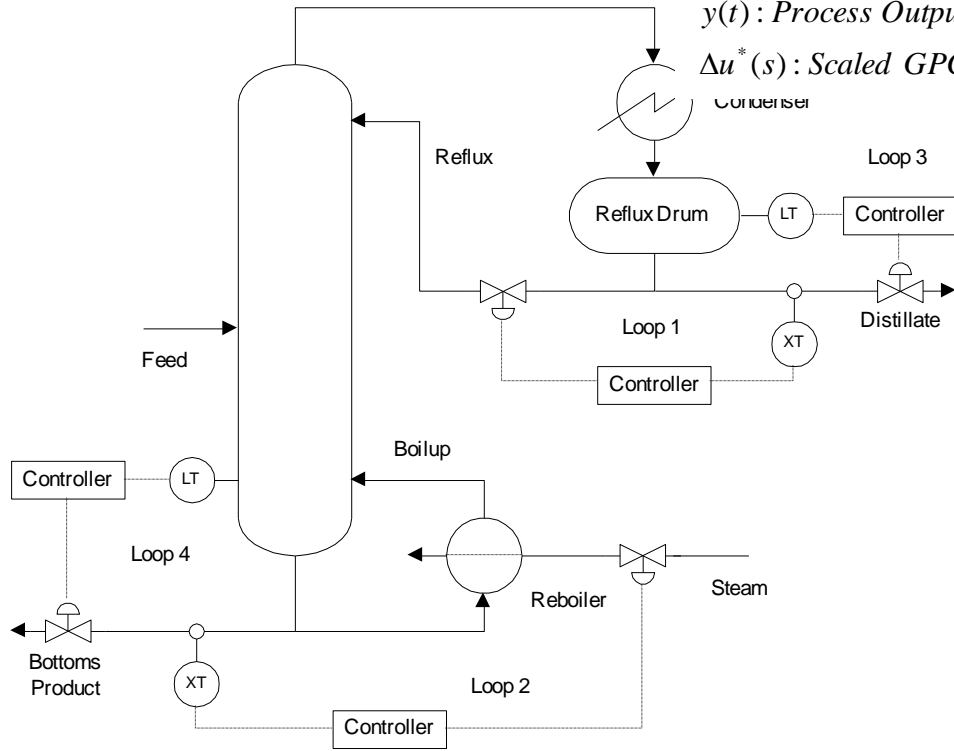 y(t) : Process Outpu
Δu*(s) : Scaled GPC
Condenser
Reflux
Loop 3
Reflux Drum
LT
Controller
Loop 1
Distillate
XT
Feed
Controller
Boilup
Controller
LT
Loop 4
Reboiler
Steam
Bottoms
Product
XT
Loop 2
Controller